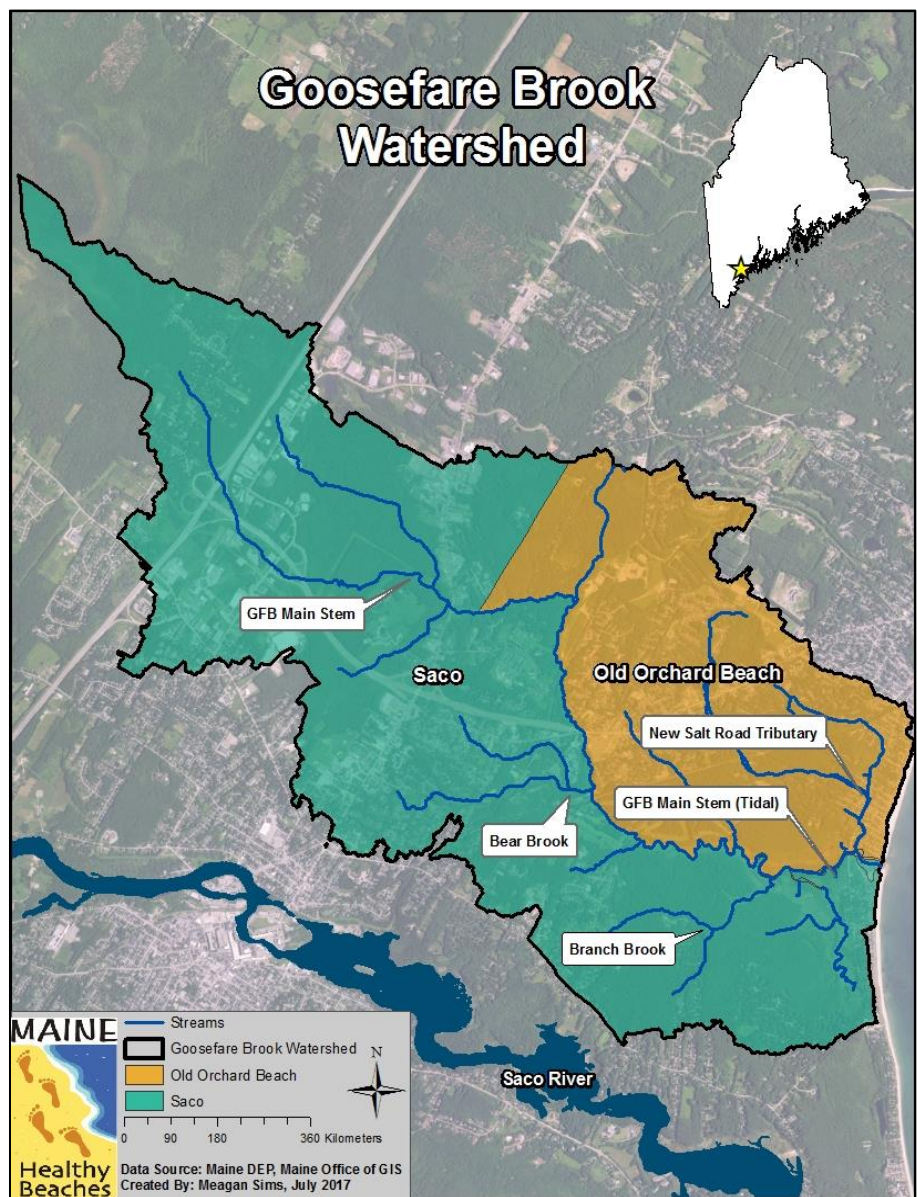 Goosefare Brook
Watershed
GFB Main Stem
Saco
Old Orchard Beach
New Salt Road Tributary
GFB Main Stem (Tidal)
Bear Brook
Branch Brook
Saco River
MAINE
Healthy
Beaches
Streams
Goosefare Brook Watershed
Old Orchard Beach
Saco
N
0 90 180 360 Kilometers
Data Source: Maine DEP, Maine Office of GIS
Created By: Meagan Sims, July 2017